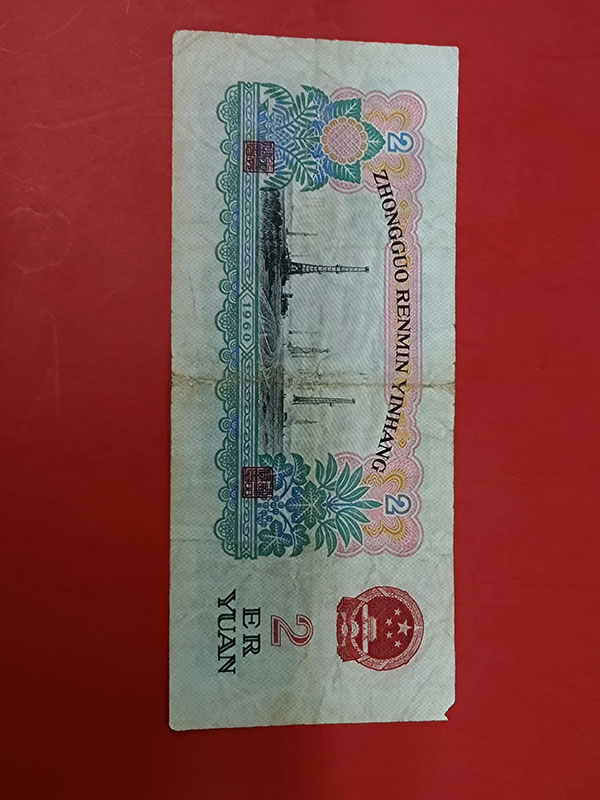 2 ZHONGGUO RENMIN YINHANG 2
1960
2
ER
YUAN